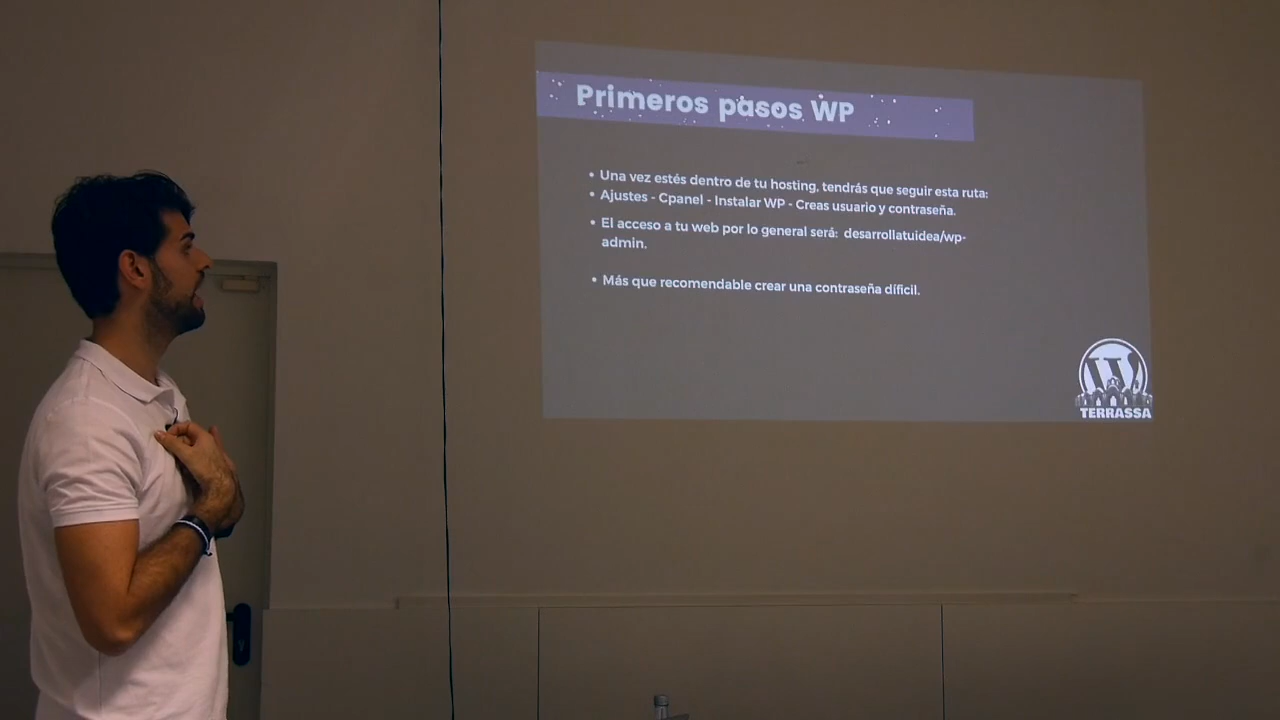 Primeros pasos WP
• Una vez estés dentro de tu hosting, tendrás que seguir esta ruta:
• Ajustes - Cpanel - Instalar WP - Creas usuario y contraseña.
• El acceso a tu web por lo general será: desarrollatuidea/wp-
admin.
• Más que recomendable crear una contraseña díficil.
TERRASSA